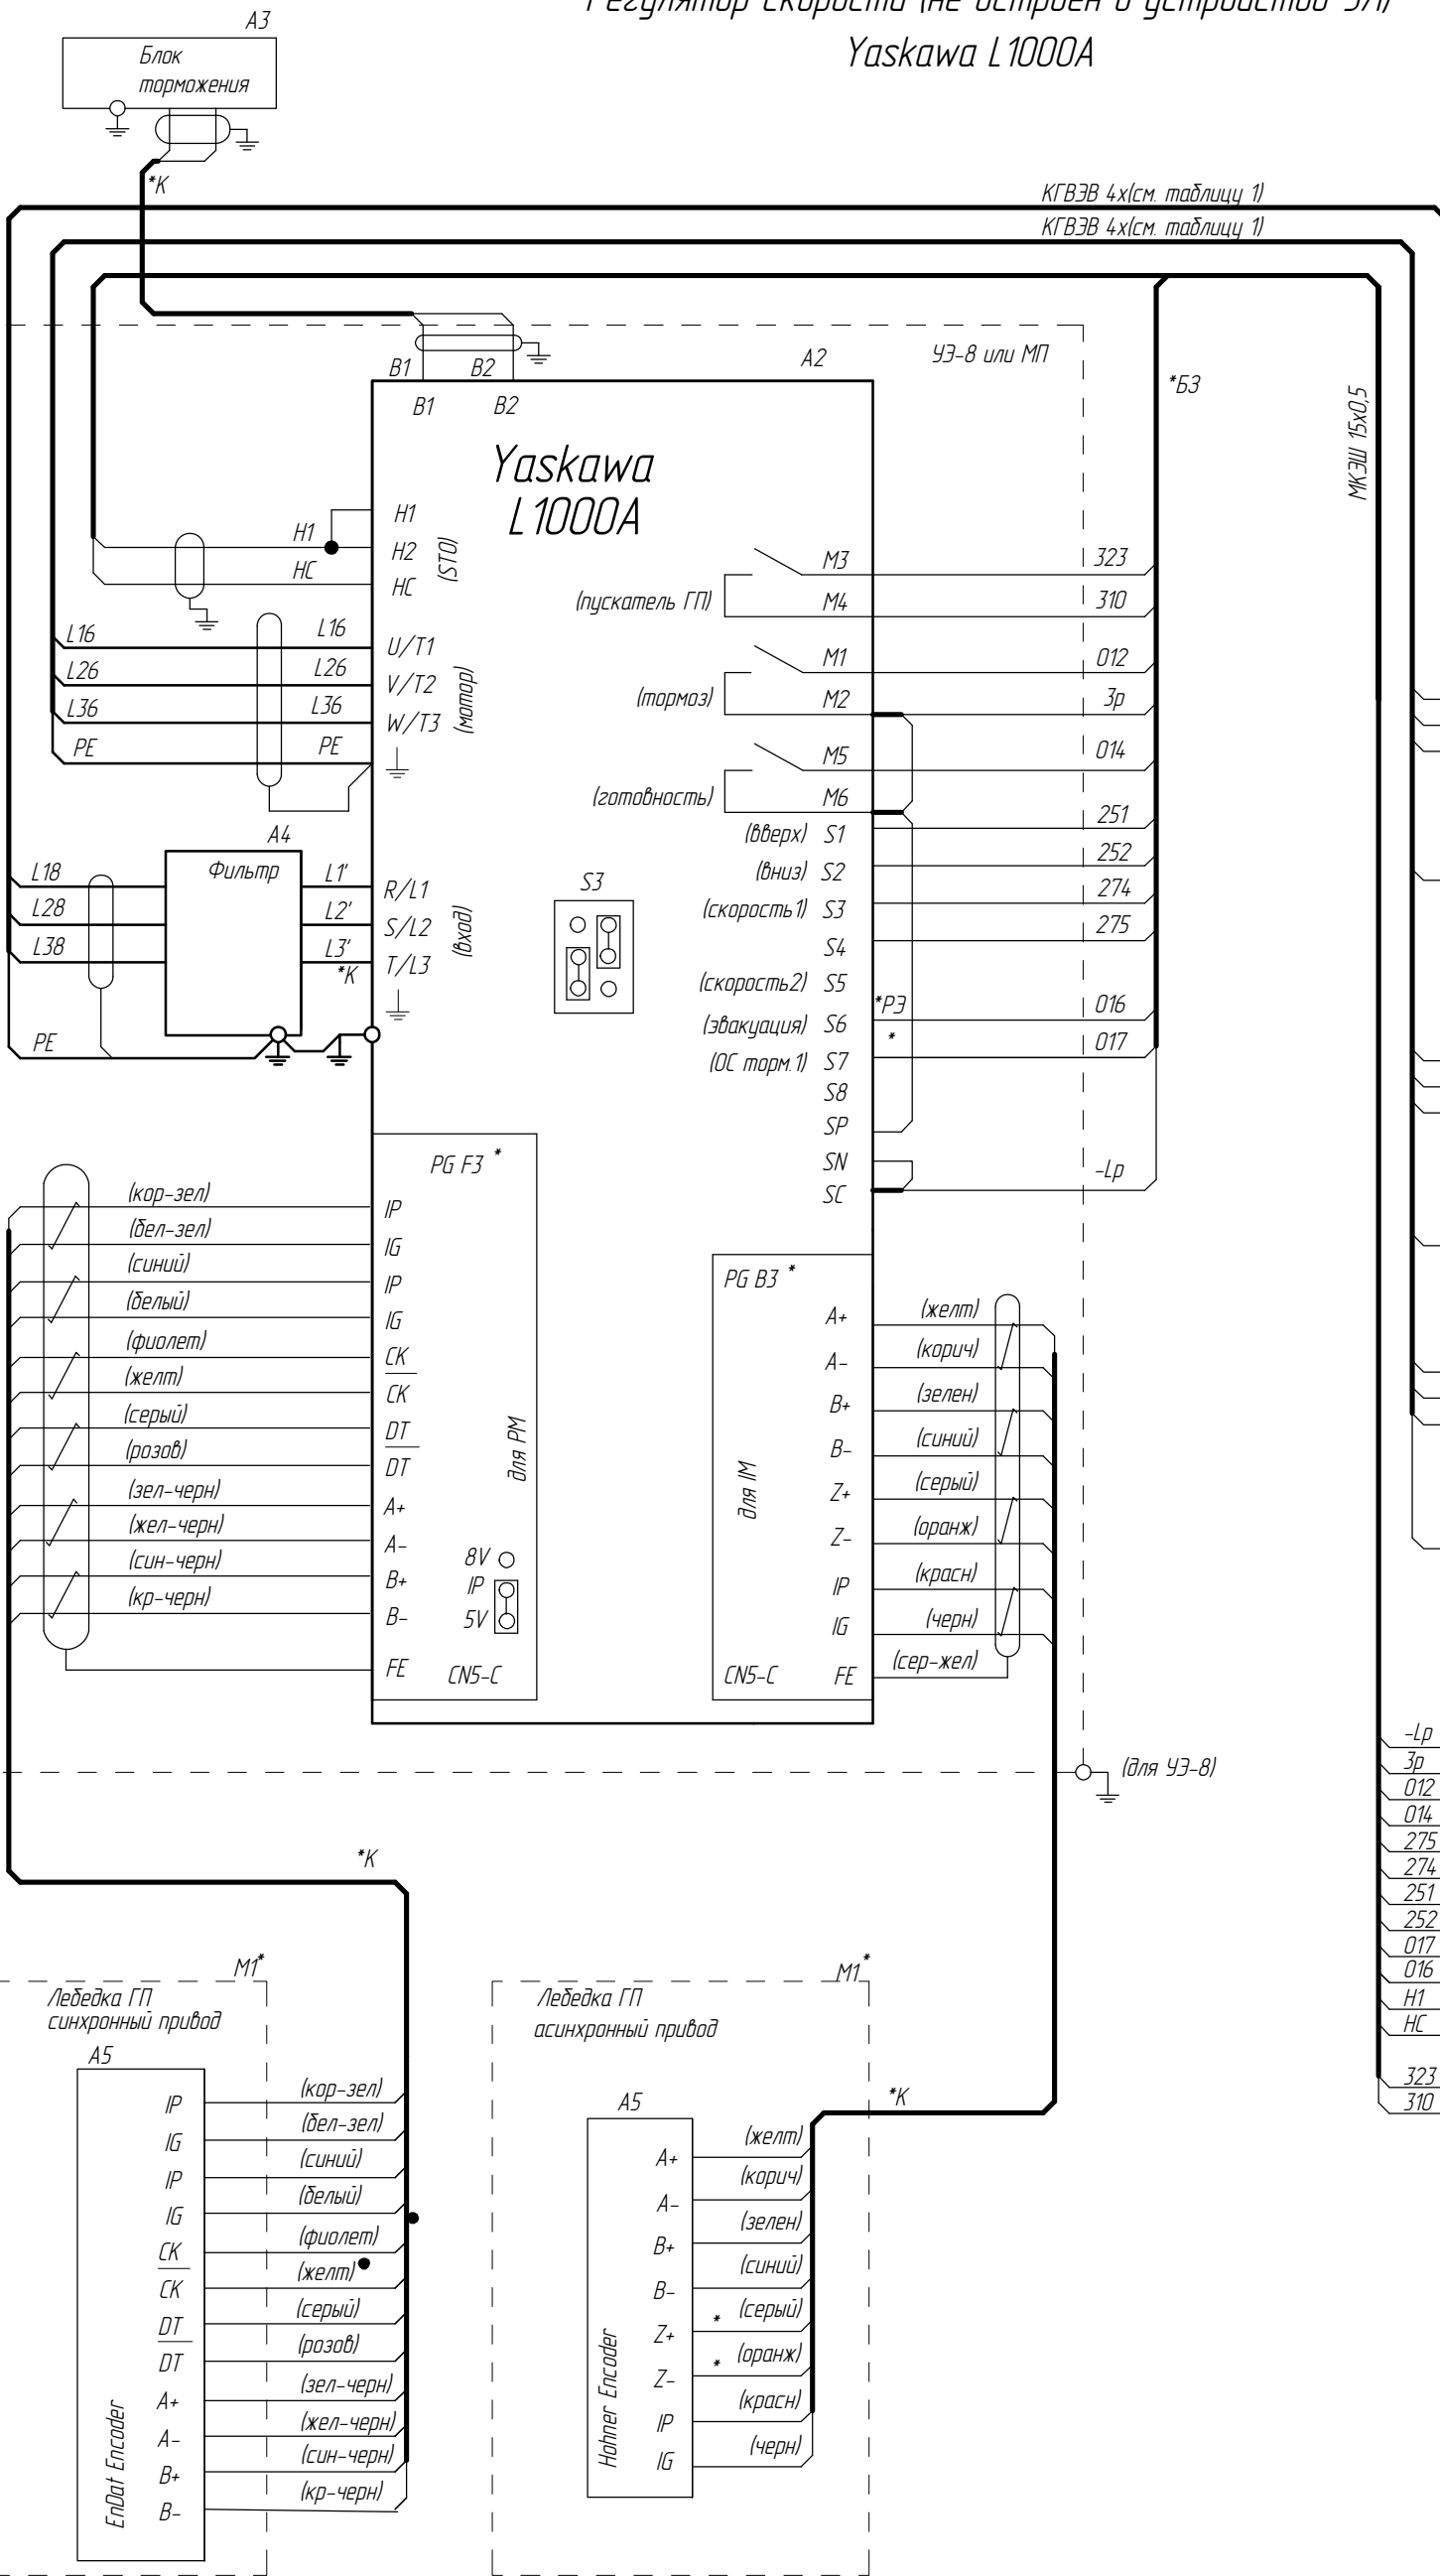 Регулятор скорости (не встроен в устройство ЭЛ)
Yaskawa L1000A
A3
Блок
торможения
*К
КГВЭВ 4х(см. таблицу 1)
КГВЭВ 4х(см. таблицу 1)
УЭ-8 или МП
A2
*БЗ
МКЭШ 15х0,5
B1
B2
B1
B2
Yaskawa
L1000A
H1
H1
H2
HC
HC
(STO)
L16
L16
U/T1
L26
L26
V/T2
L36
L36
W/T3
PE
PE
(мотор)
(пускатель ГП)
M3
323
M4
310
(тормоз)
M1
012
M2
3р
(готовность)
M5
014
M6
(вверх) S1
251
(вниз) S2
252
(скорость1) S3
274
S4
275
(скорость2) S5
*РЭ
(эвакуация) S6
016
*
(ОС торм.1) S7
017
S8
SP
SN
SC
-Lp
A4
Фильтр
L18
L1'
R/L1
L28
L2'
S/L2
L38
L3'
T/L3
*К
(вход)
PE
S3
PG F3 *
(кор-зел)
IP
(бел-зел)
IG
(синий)
IP
(белый)
IG
(фиолет)
CK
(желт)
CK
(серый)
DT
(розов)
DT
(зел-черн)
A+
(жел-черн)
A-
(син-черн)
B+
(кр-черн)
B-
FE
для PM
8V
IP
5V
CN5-C
PG B3 *
A+
(желт)
A-
(корич)
B+
(зелен)
B-
(синий)
Z+
(серый)
Z-
(оранж)
IP
(красн)
IG
(черн)
FE
(сер-жел)
для IM
CN5-C
(для УЭ-8)
-Lp
3р
012
014
275
274
251
252
017
016
H1
HC
323
310
*К
M1*
Лебедка ГП
синхронный привод
A5
IP
(кор-зел)
IG
(бел-зел)
IP
(синий)
IG
(белый)
CK
(фиолет)
CK
(желт)
DT
(серый)
DT
(розов)
A+
(зел-черн)
A-
(жел-черн)
B+
(син-черн)
B-
(кр-черн)
EnDat Encoder
M1*
Лебедка ГП
асинхронный привод
*К
A5
A+
(желт)
A-
(корич)
B+
(зелен)
B-
(синий)
Z+
* (серый)
Z-
* (оранж)
IP
(красн)
IG
(черн)
Hohner Encoder